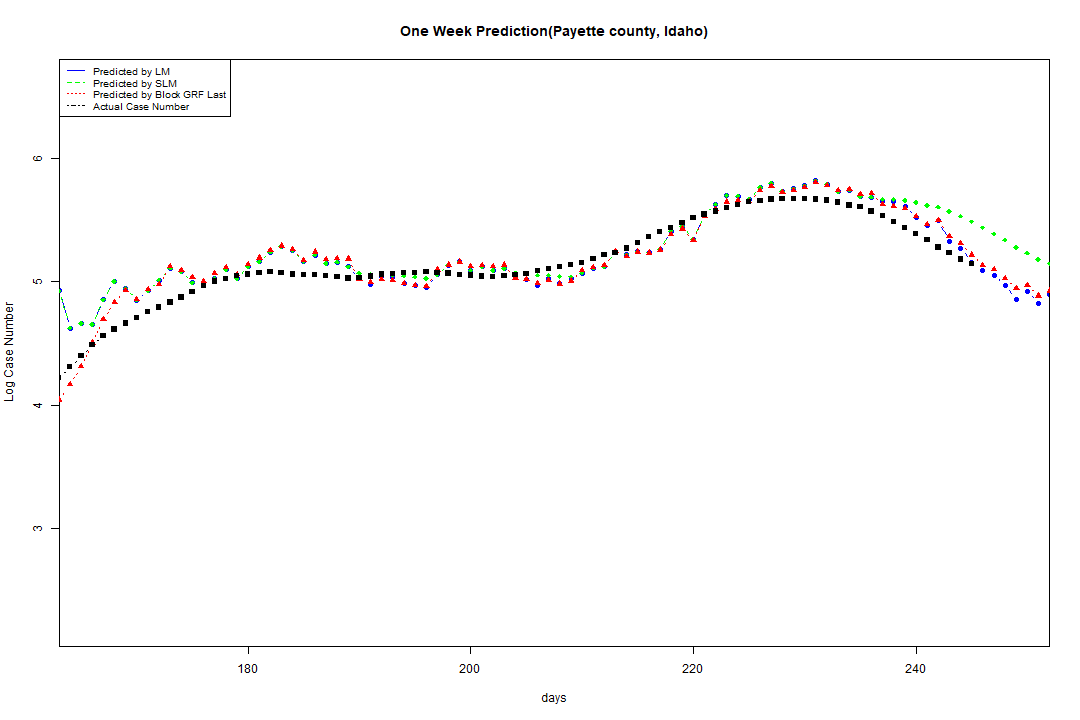 One Week Prediction(Payette county, Idaho)
Predicted by LM
Predicted by SLM
Predicted by Block GRF Last
Actual Case Number
6
5
4
3
Log Case Number
180 200 220 240
days